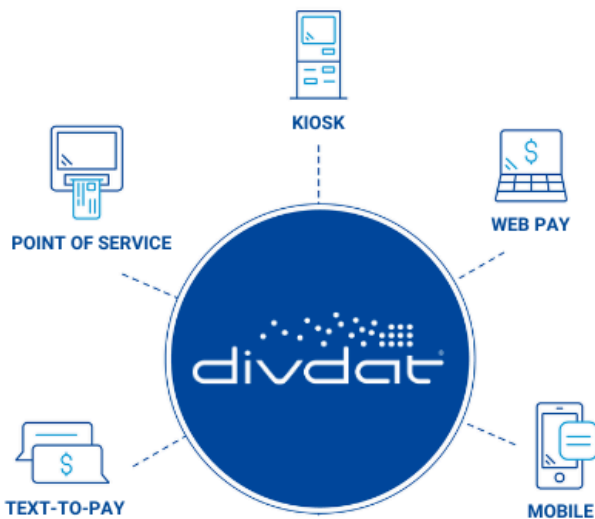 KIOSK
WEB PAY
POINT OF SERVICE
$
divdat
$
TEXT-TO-PAY
MOBILE